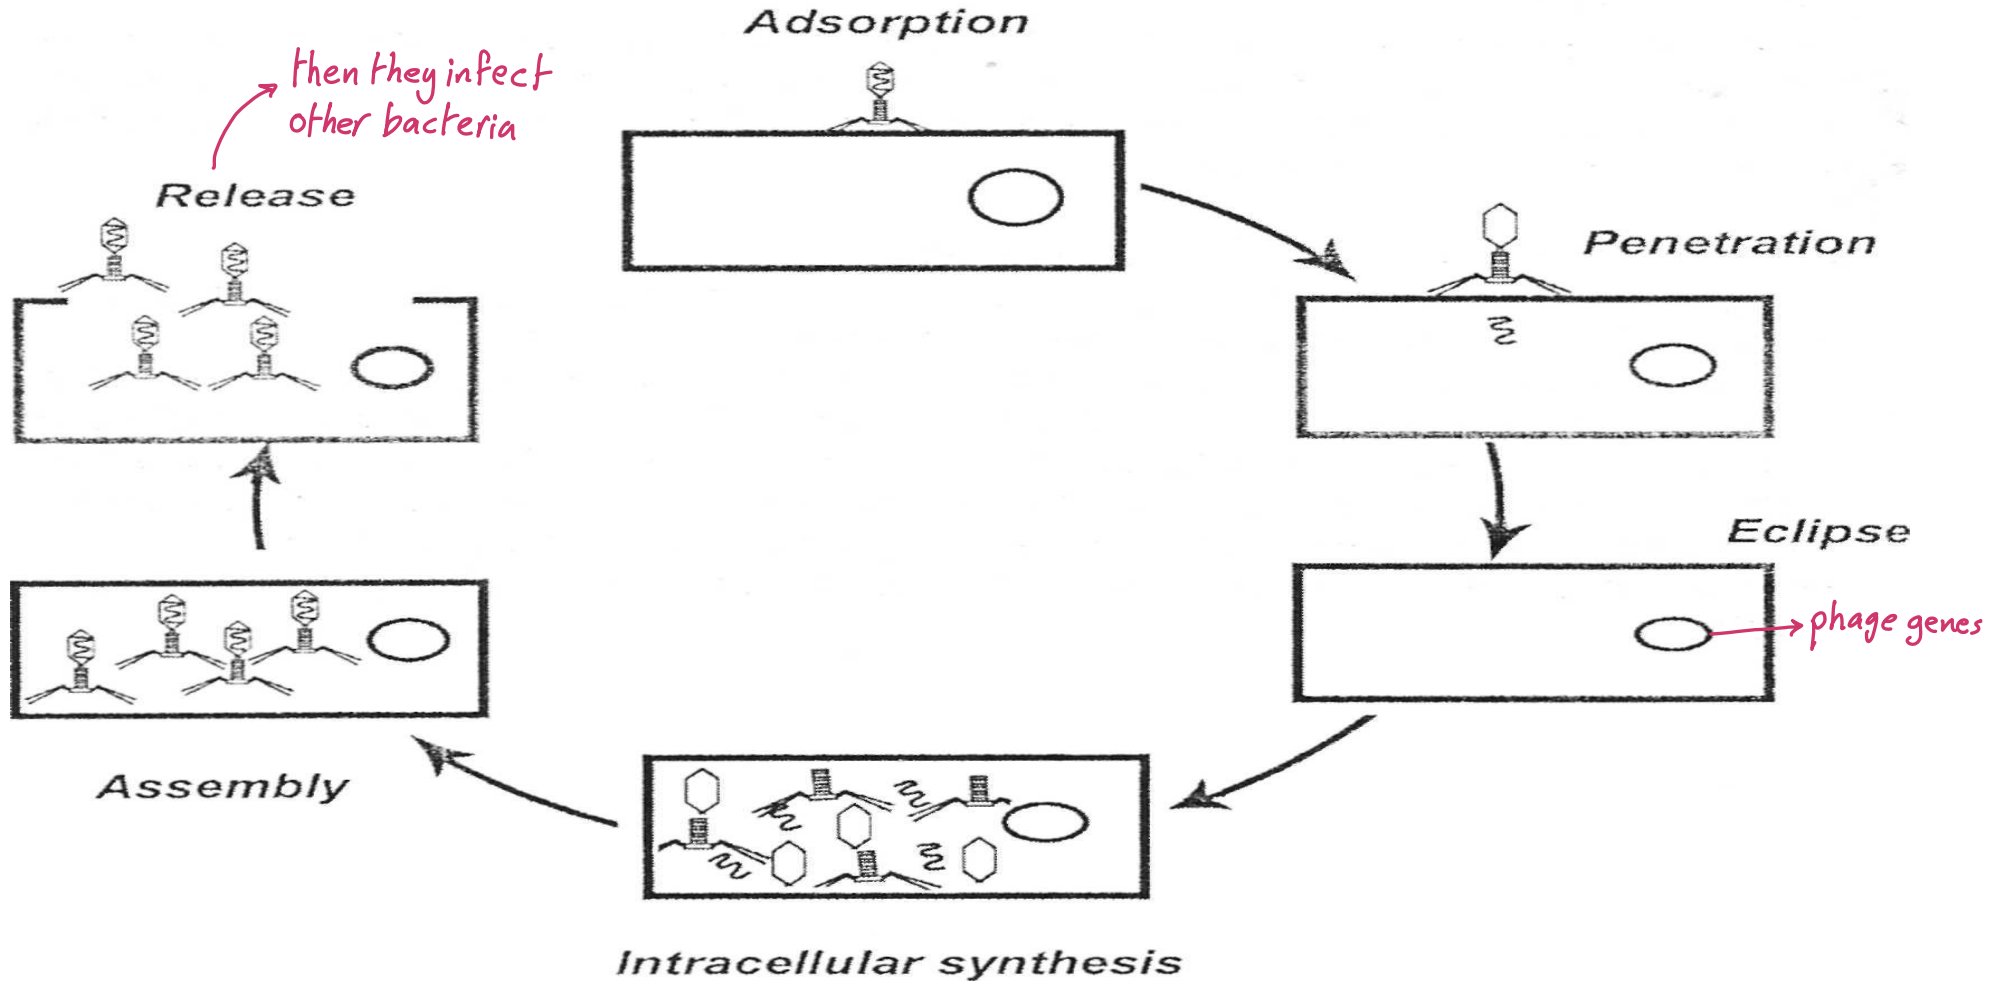 Adsorption
then they infect
other bacteria
Release
Penetration
Eclipse
phage genes
Assembly
Intracellular synthesis